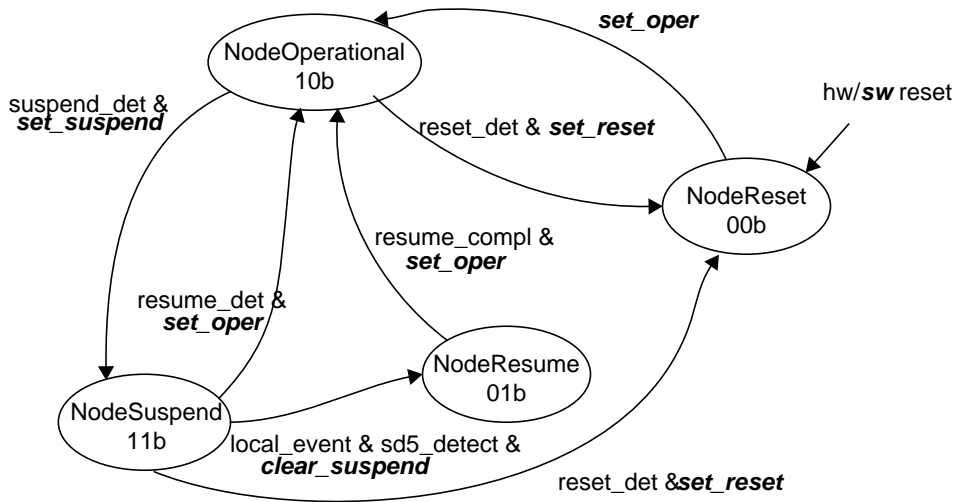 set_oper
NodeOperational
10b
hw/sw reset
suspend_det &
set_suspend
reset_det & set_reset
NodeReset
00b
resume_compl &
set_oper
resume_det &
set_oper
NodeResume
01b
NodeSuspend
11b
local_event & sd5_detect &
clear_suspend
reset_det &set_reset